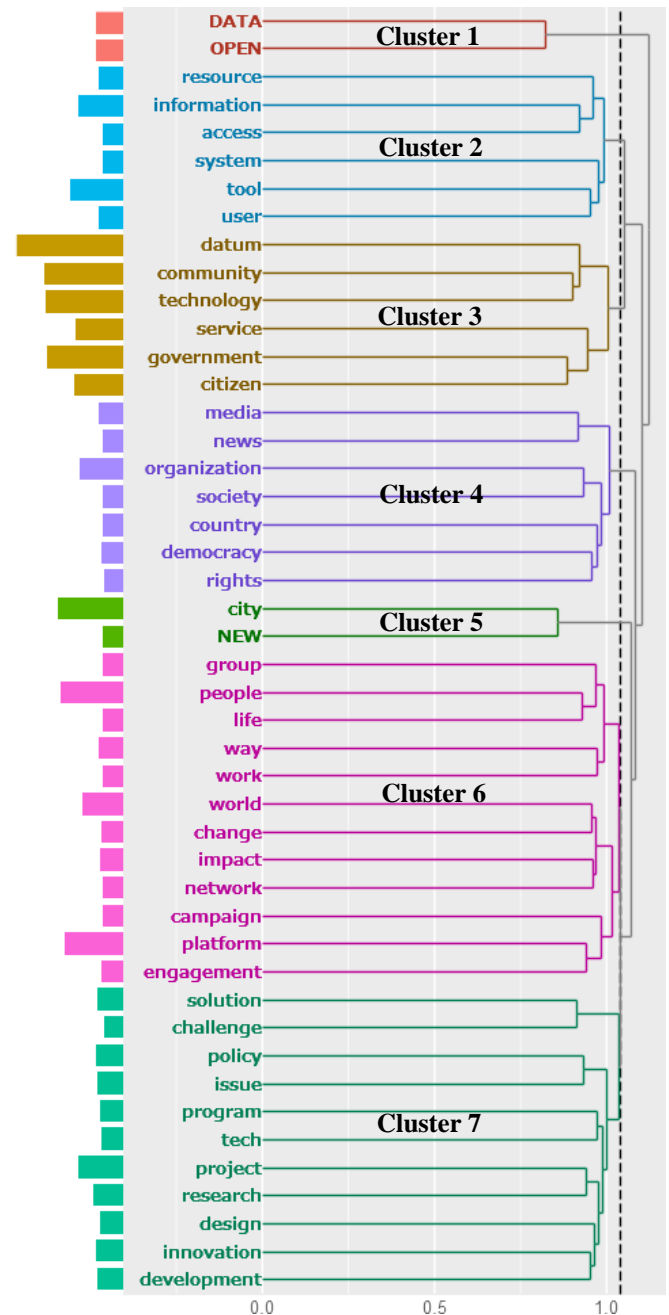 DATA
Cluster 1
OPEN
resource
information
access
Cluster 2
system
tool
user
datum
community
technology
Cluster 3
service
government
citizen
media
news
organization
Cluster 4
society
country
democracy
rights
city
Cluster 5
NEW
group
people
life
way
work
Cluster 6
world
change
impact
network
campaign
platform
engagement
solution
challenge
policy
issue
program
Cluster 7
tech
project
research
design
innovation
development
0.0 0.5 1.0